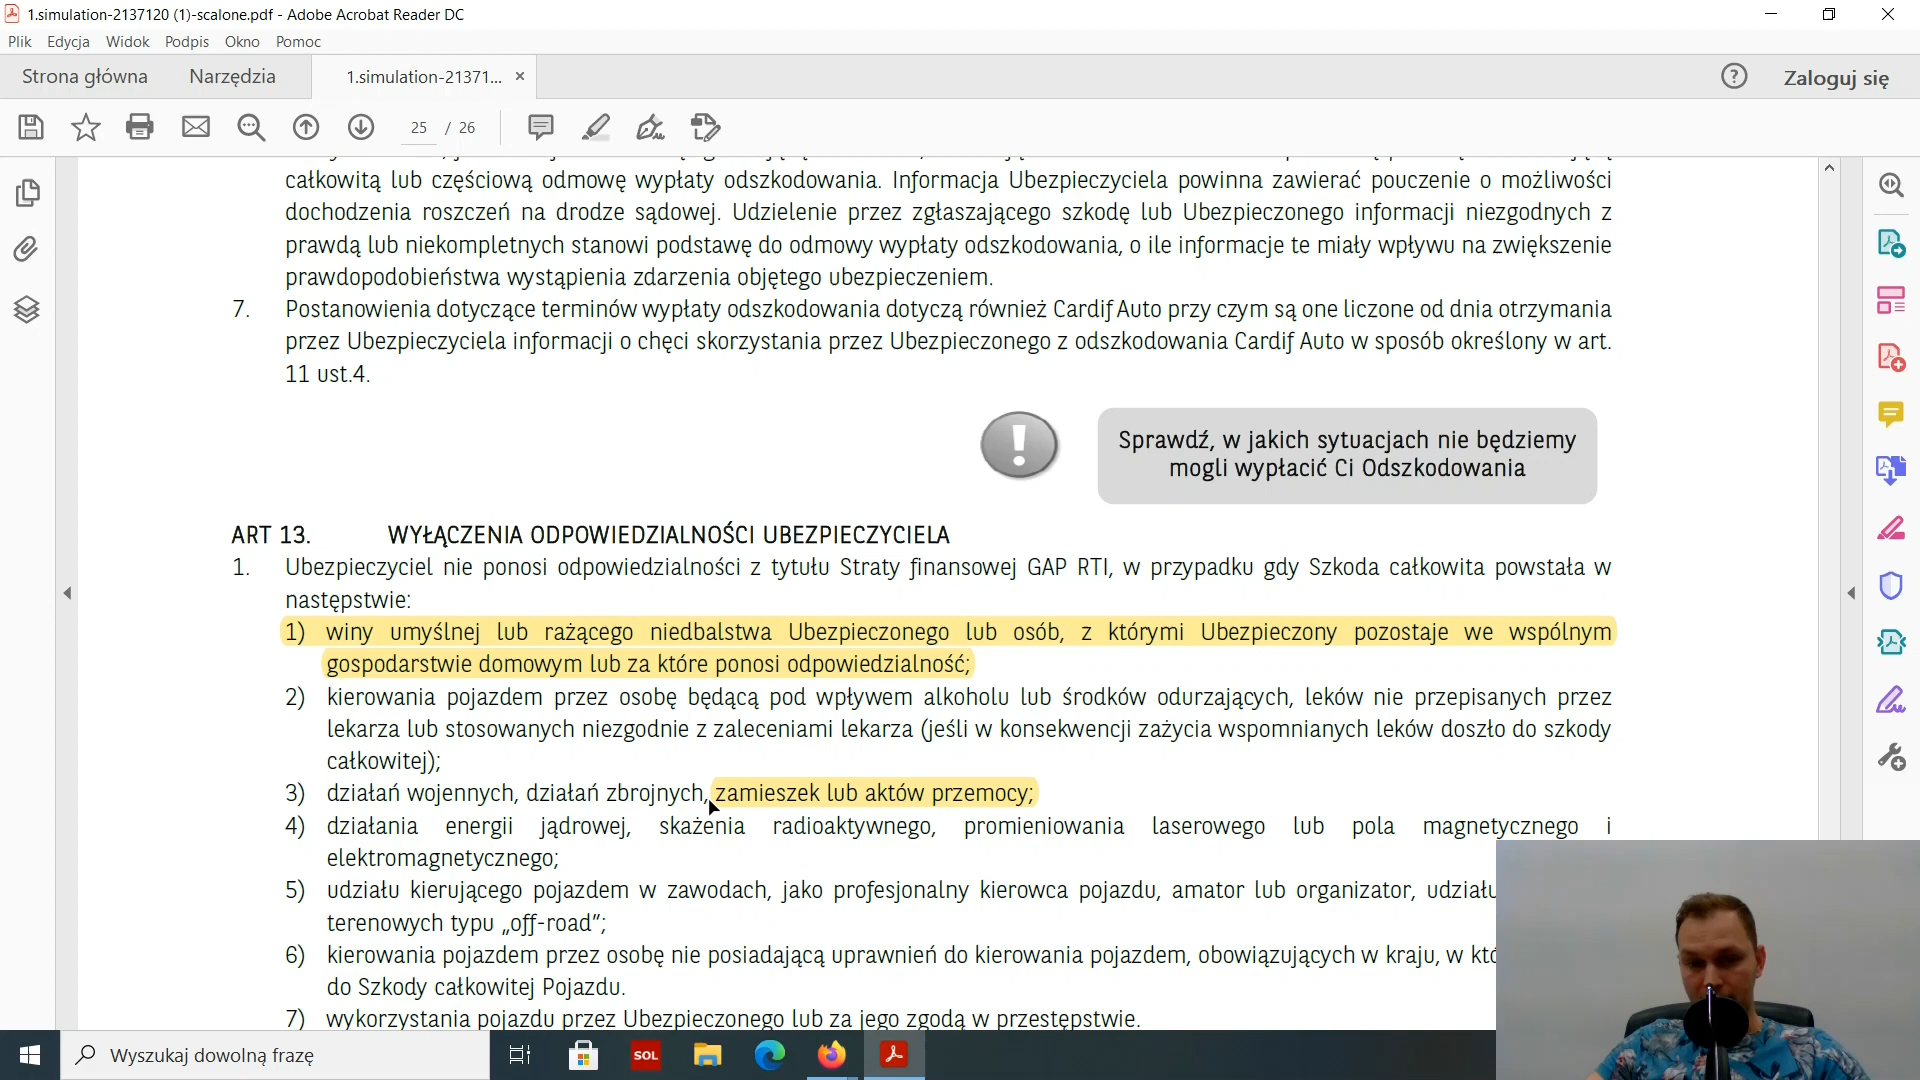 1.simulation-2137120 (1)-scalone.pdf - Adobe Acrobat Reader DC
Plik Edycja Widok Podpis Okno Pomoc
Strona główna Narzędzia 1.simulation-21371... Zaloguj się
25 / 26
całkowitą lub częściową odmowę wypłaty odszkodowania. Informacja Ubezpieczyciela powinna zawierać pouczenie o możliwości
dochodzenia roszczeń na drodze sądowej. Udzielenie przez zgłaszającego szkodę lub Ubezpieczonego informacji niezgodnych z
prawdą lub niekompletnych stanowi podstawę do odmowy wypłaty odszkodowania, o ile informacje te miały wpływu na zwiększenie
prawdopodobieństwa wystąpienia zdarzenia objętego ubezpieczeniem.
7. Postanowienia dotyczące terminów wypłaty odszkodowania dotyczą również Cardif Auto przy czym są one liczone od dnia otrzymania
przez Ubezpieczyciela informacji o chęci skorzystania przez Ubezpieczonego z odszkodowania Cardif Auto w sposób określony w art.
11 ust.4.
Sprawdź, w jakich sytuacjach nie będziemy
mogli wypłacić Ci Odszkodowania
ART 13. WYŁĄCZENIA ODPOWIEDZIALNOŚCI UBEZPIECZYCIELA
1. Ubezpieczyciel nie ponosi odpowiedzialności z tytułu Straty finansowej GAP RTI, w przypadku gdy Szkoda całkowita powstała w
następstwie:
1) winy umyślnej lub rażącego niedbalstwa Ubezpieczonego lub osób, z którymi Ubezpieczony pozostaje we wspólnym
gospodarstwie domowym lub za które ponosi odpowiedzialność;
2) kierowania pojazdem przez osobę będącą pod wpływem alkoholu lub środków odurzających, leków nie przepisanych przez
lekarza lub stosowanych niezgodnie z zaleceniami lekarza (jeśli w konsekwencji zażycia wspomnianych leków doszło do szkody
całkowitej);
3) działań wojennych, działań zbrojnych, zamieszek lub aktów przemocy;
4) działania energii jądrowej, skażenia radioaktywnego, promieniowania laserowego lub pola magnetycznego i
elektromagnetycznego;
5) udziału kierującego pojazdem w zawodach, jako profesjonalny kierowca pojazdu, amator lub organizator, udziału
terenowych typu „off-road”;
6) kierowania pojazdem przez osobę nie posiadającą uprawnień do kierowania pojazdem, obowiązujących w kraju, w któ
do Szkody całkowitej Pojazdu.
7) wykorzystania pojazdu przez Ubezpieczonego lub za jego zgodą w przestępstwie.
Wyszukaj dowolną frazę
SOL